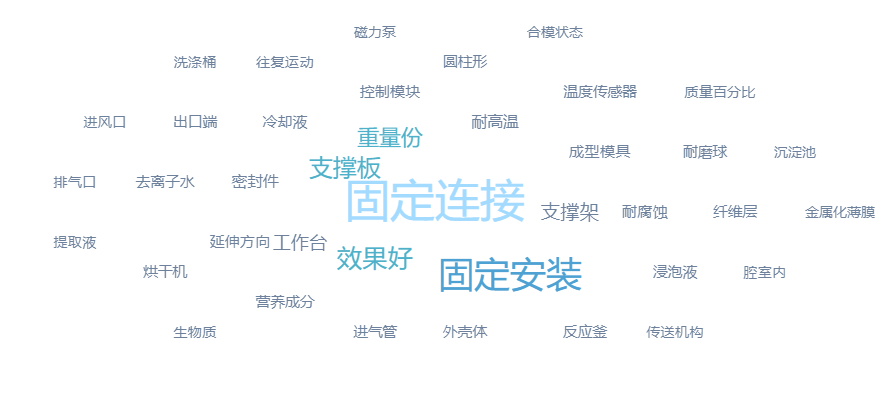 磁力泵
合模状态
洗涤桶
往复运动
圆柱形
控制模块
温度传感器
质量百分比
进风口
出口端
冷却液
耐高温
重量份
成型模具
耐磨球
沉淀池
支撑板
排气口
去离子水
密封件
固定连接
支撑架
耐腐蚀
纤维层
金属化薄膜
提取液
延伸方向
工作台
效果好
烘干机
固定安装
浸泡液
腔室内
营养成分
生物质
进气管
外壳体
反应釜
传送机构